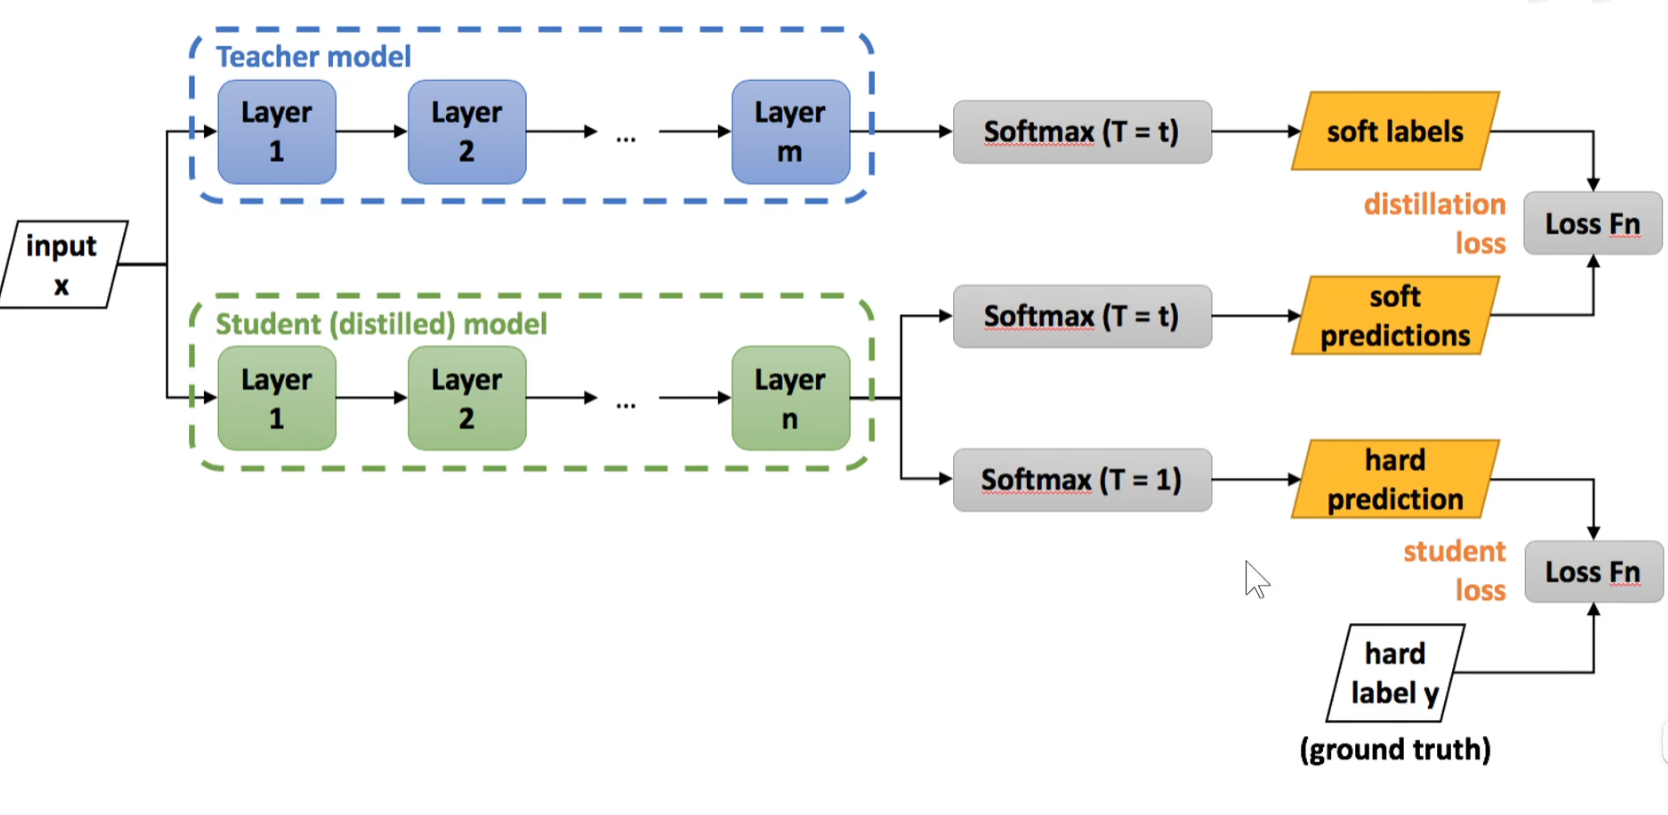 Teacher model
Layer
1
Layer
2
...
Layer
m
Softmax (T = t)
soft labels
distillation
loss
Loss Fn
input
x
Student (distilled) model
Layer
1
Layer
2
...
Layer
n
Softmax (T = t)
soft
predictions
Softmax (T = 1)
hard
prediction
student
loss
Loss Fn
hard
label y
(ground truth)